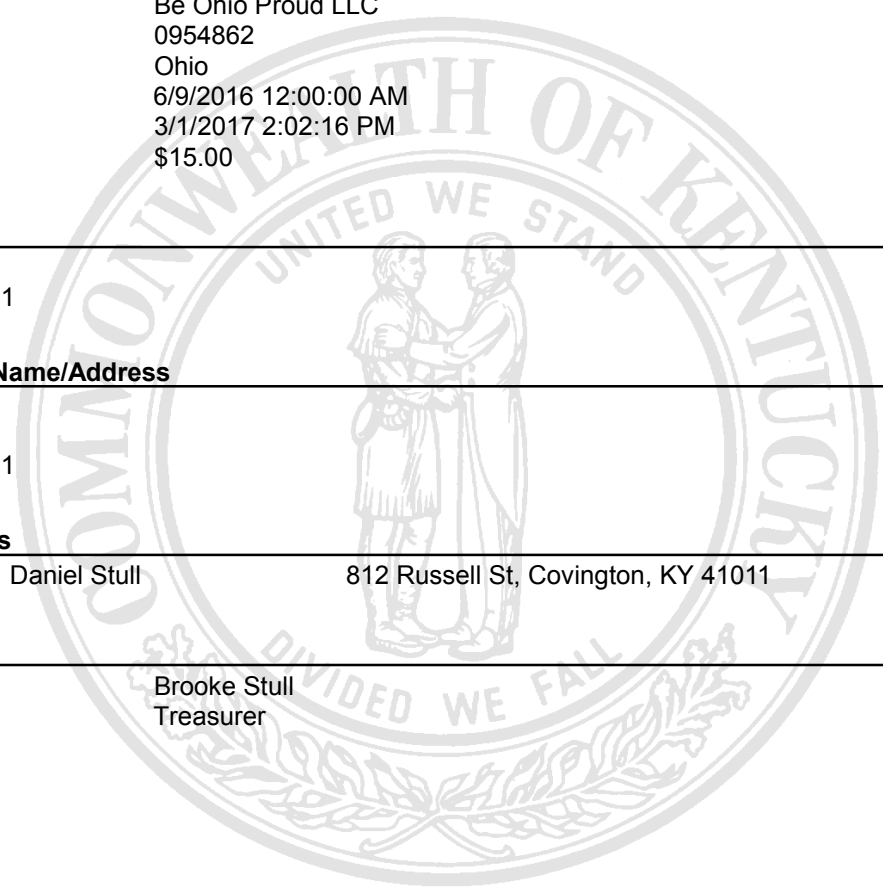 Be Ohio Proud LLC
0954862
Ohio
6/9/2016 12:00:00 AM
3/1/2017 2:02:16 PM
$15.00
COMMONWEALTH OF KENTUCKY
UNITED WE STAND
1
Name/Address
1
s
Daniel Stull 812 Russell St, Covington, KY 41011
DIVIDED WE FALL
Brooke Stull
Treasurer